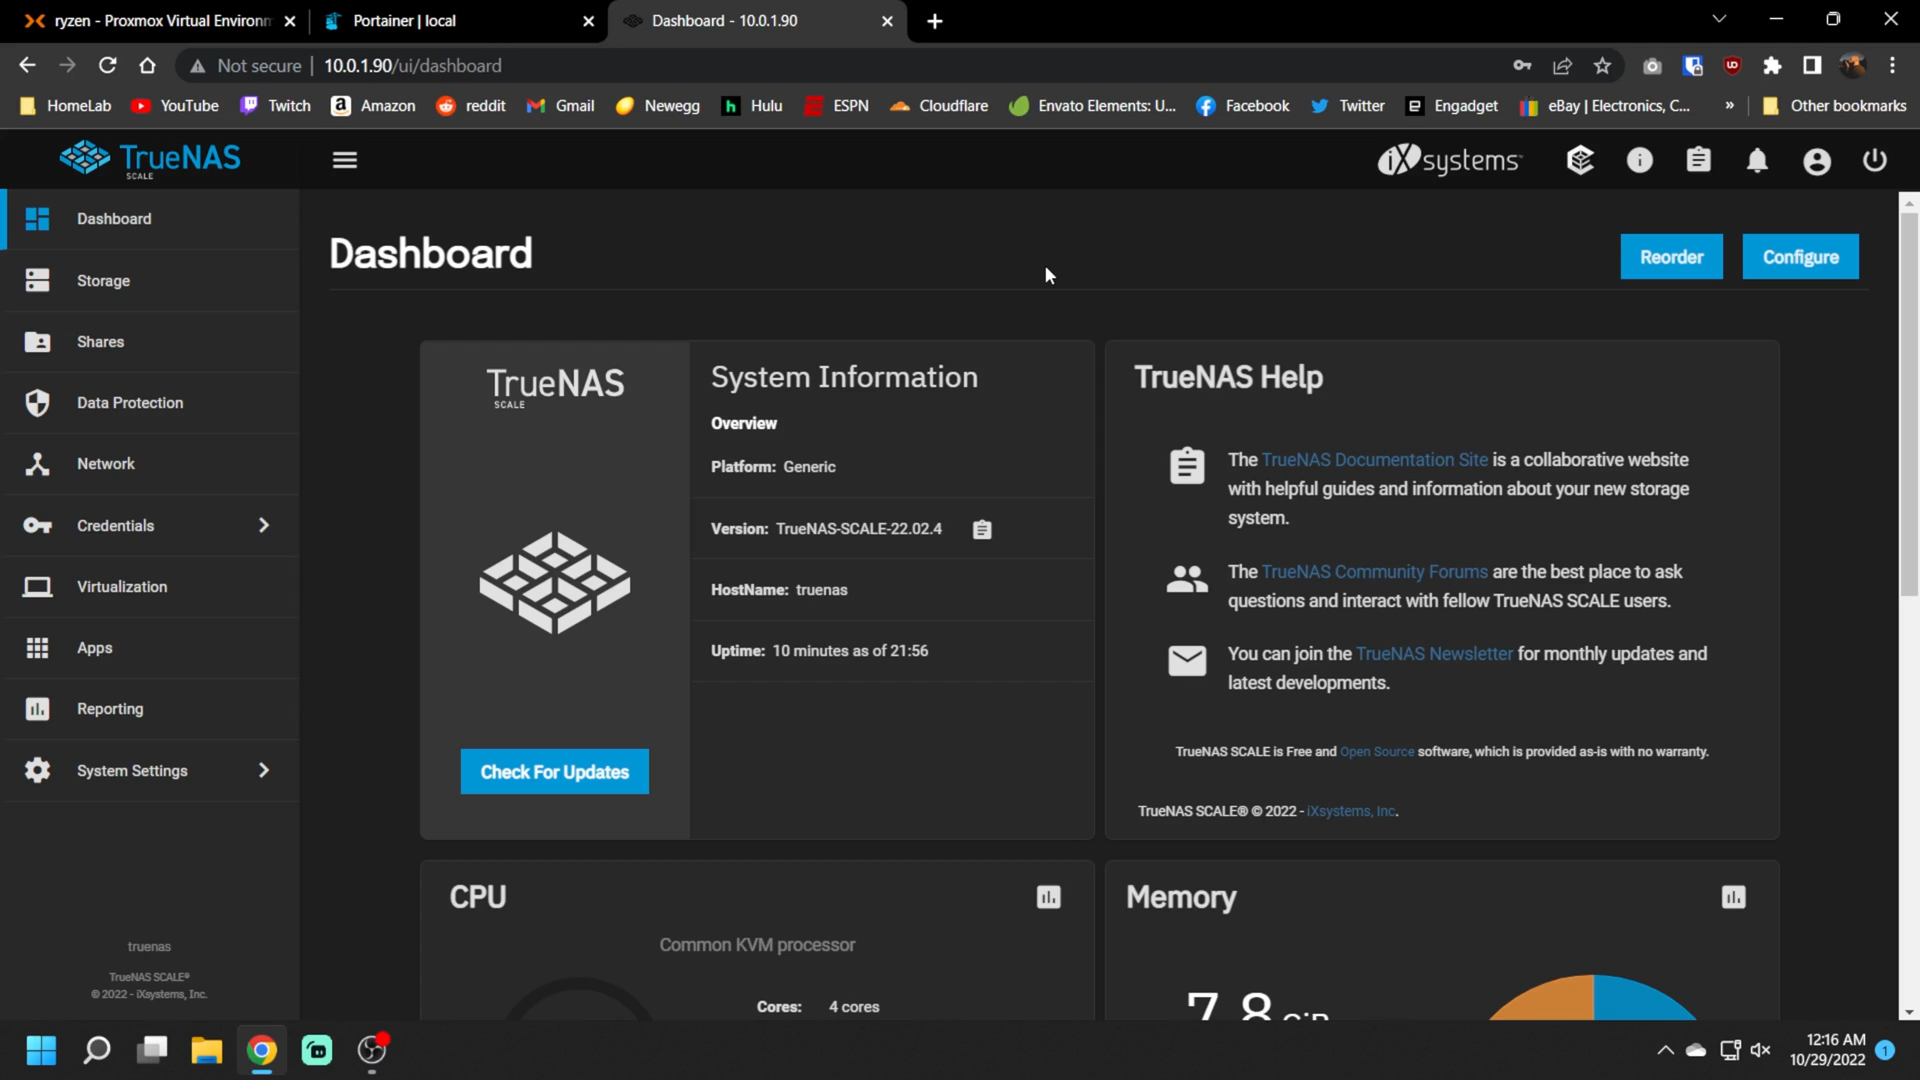 ryzen - Proxmox Virtual Environm
Portainer | local
Dashboard - 10.0.1.90
Not secure
10.0.1.90/ui/dashboard
HomeLab
YouTube
Twitch
Amazon
reddit
Gmail
Newegg
Hulu
ESPN
Cloudflare
Envato Elements: U...
Facebook
Twitter
Engadget
eBay | Electronics, C...
»
Other bookmarks
TrueNAS
SCALE
iXsystems
Dashboard
Storage
Shares
Data Protection
Network
Credentials
Virtualization
Apps
Reporting
System Settings
truenas
TrueNAS SCALE®
© 2022 - iXsystems, Inc.
Dashboard
Reorder
Configure
TrueNAS
SCALE
Check For Updates
System Information
Overview
Platform: Generic
Version: TrueNAS-SCALE-22.02.4
HostName: truenas
Uptime: 10 minutes as of 21:56
TrueNAS Help
The TrueNAS Documentation Site is a collaborative website
with helpful guides and information about your new storage
system.
The TrueNAS Community Forums are the best place to ask
questions and interact with fellow TrueNAS SCALE users.
You can join the TrueNAS Newsletter for monthly updates and
latest developments.
TrueNAS SCALE is Free and Open Source software, which is provided as-is with no warranty.
TrueNAS SCALE® © 2022 - iXsystems, Inc.
CPU
Common KVM processor
Cores: 4 cores
Memory
7.8 GiB
12:16 AM
10/29/2022
1